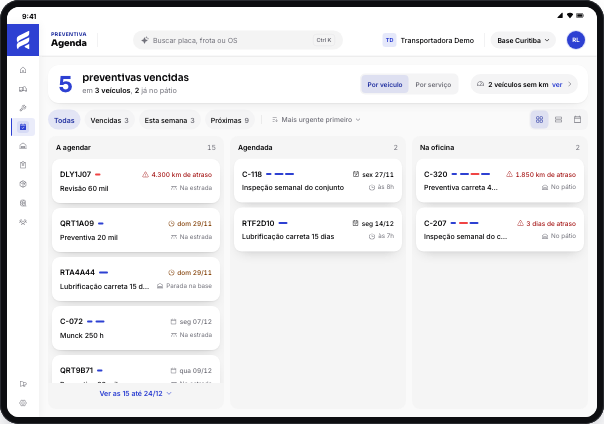 9:41
PREVENTIVA
Agenda
Buscar placa, frota ou OS
Ctrl K
TD
Transportadora Demo
Base Curitiba
RL
5
preventivas vencidas
em 3 veículos, 2 já no pátio
Por veículo
Por serviço
2 veículos sem km ver
Todas
Vencidas 3
Esta semana 3
Próximas 9
Mais urgente primeiro
A agendar 15
DLY1J07
4.300 km de atraso
Revisão 60 mil
Na estrada
QRT1A09
dom 29/11
Preventiva 20 mil
Na estrada
RTA4A44
dom 29/11
Lubrificação carreta 15 d...
Parada na base
C-072
seg 07/12
Munck 250 h
Na estrada
QRT9B71
qua 09/12
Ver as 15 até 24/12
Agendada 2
C-118
sex 27/11
Inspeção semanal do conjunto
às 8h
RTF2D10
seg 14/12
Lubrificação carreta 15 dias
às 7h
Na oficina 2
C-320
1.850 km de atraso
Preventiva carreta 4...
No pátio
C-207
3 dias de atraso
Inspeção semanal do c...
No pátio